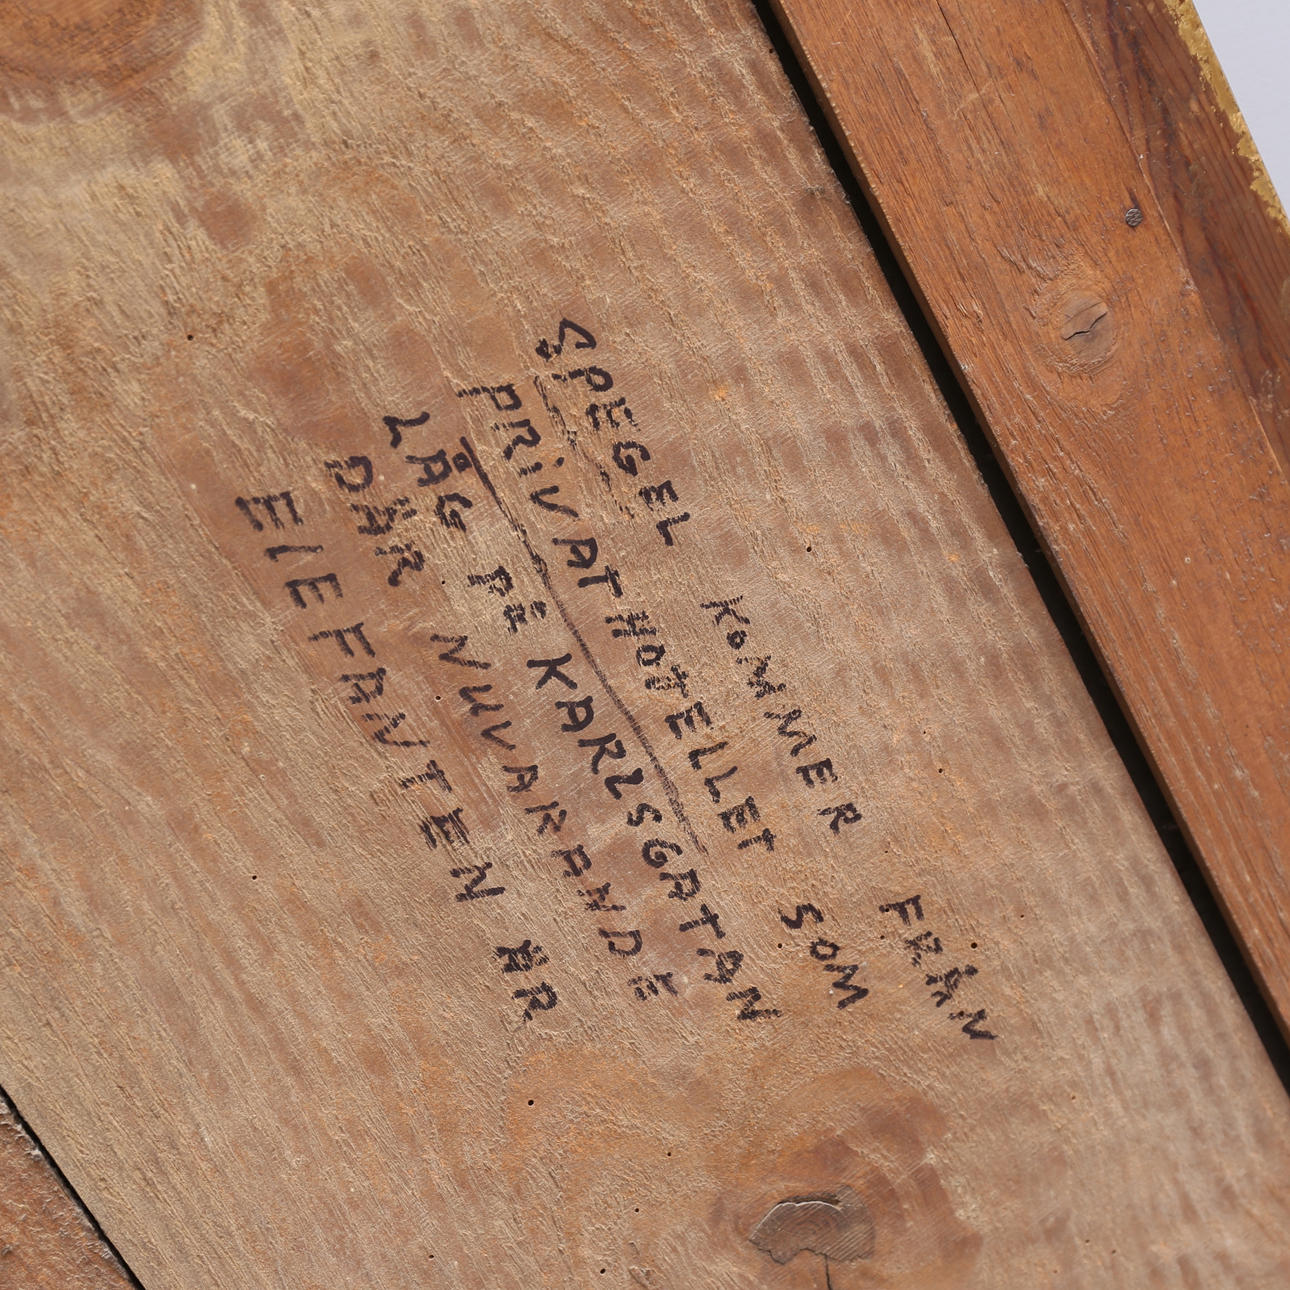 SPEGEL KOMMER FRÅN
PRIVATHOTELLET SOM
LÅG PÅ KARLSGATAN
DÄR NUVARANDE
ELEFANTEN ÄR